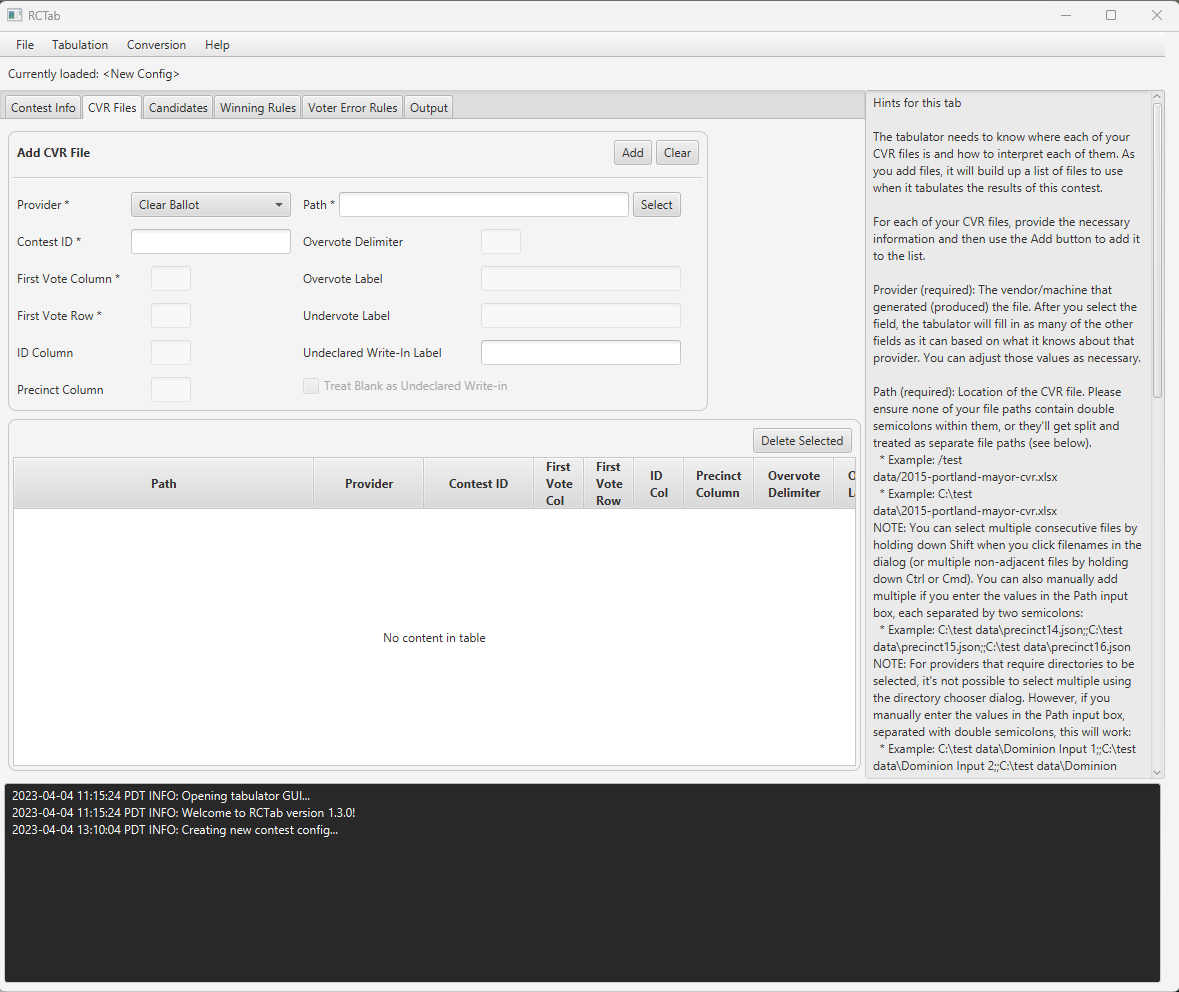 RCTab
File Tabulation Conversion Help
Currently loaded: <New Config>
Contest Info CVR Files Candidates Winning Rules Voter Error Rules Output
Add CVR File Add Clear
Provider * Clear Ballot Path * Select
Contest ID * Overvote Delimiter
First Vote Column * Overvote Label
First Vote Row * Undervote Label
ID Column Undeclared Write-In Label
Precinct Column Treat Blank as Undeclared Write-in
Delete Selected
Path Provider Contest ID First Vote Col First Vote Row ID Col Precinct Column Overvote Delimiter
No content in table
Hints for this tab
The tabulator needs to know where each of your
CVR files is and how to interpret each of them. As
you add files, it will build up a list of files to use
when it tabulates the results of this contest.
For each of your CVR files, provide the necessary
information and then use the Add button to add it
to the list.
Provider (required): The vendor/machine that
generated (produced) the file. After you select the
field, the tabulator will fill in as many of the other
fields as it can based on what it knows about that
provider. You can adjust those values as necessary.
Path (required): Location of the CVR file. Please
ensure none of your file paths contain double
semicolons within them, or they'll get split and
treated as separate file paths (see below).
* Example: /test
data/2015-portland-mayor-cvr.xlsx
* Example: C:\test
data\2015-portland-mayor-cvr.xlsx
NOTE: You can select multiple consecutive files by
holding down Shift when you click filenames in the
dialog (or multiple non-adjacent files by holding
down Ctrl or Cmd). You can also manually add
multiple if you enter the values in the Path input
box, each separated by two semicolons:
* Example: C:\test data\precinct14.json;;C:\test
data\precinct15.json;;C:\test data\precinct16.json
NOTE: For providers that require directories to be
selected, it's not possible to select multiple using
the directory chooser dialog. However, if you
manually enter the values in the Path input box,
separated with double semicolons, this will work:
* Example: C:\test data\Dominion Input 1;;C:\test
data\Dominion Input 2;;C:\test data\Dominion
2023-04-04 11:15:24 PDT INFO: Opening tabulator GUI...
2023-04-04 11:15:24 PDT INFO: Welcome to RCTab version 1.3.0!
2023-04-04 13:10:04 PDT INFO: Creating new contest config...